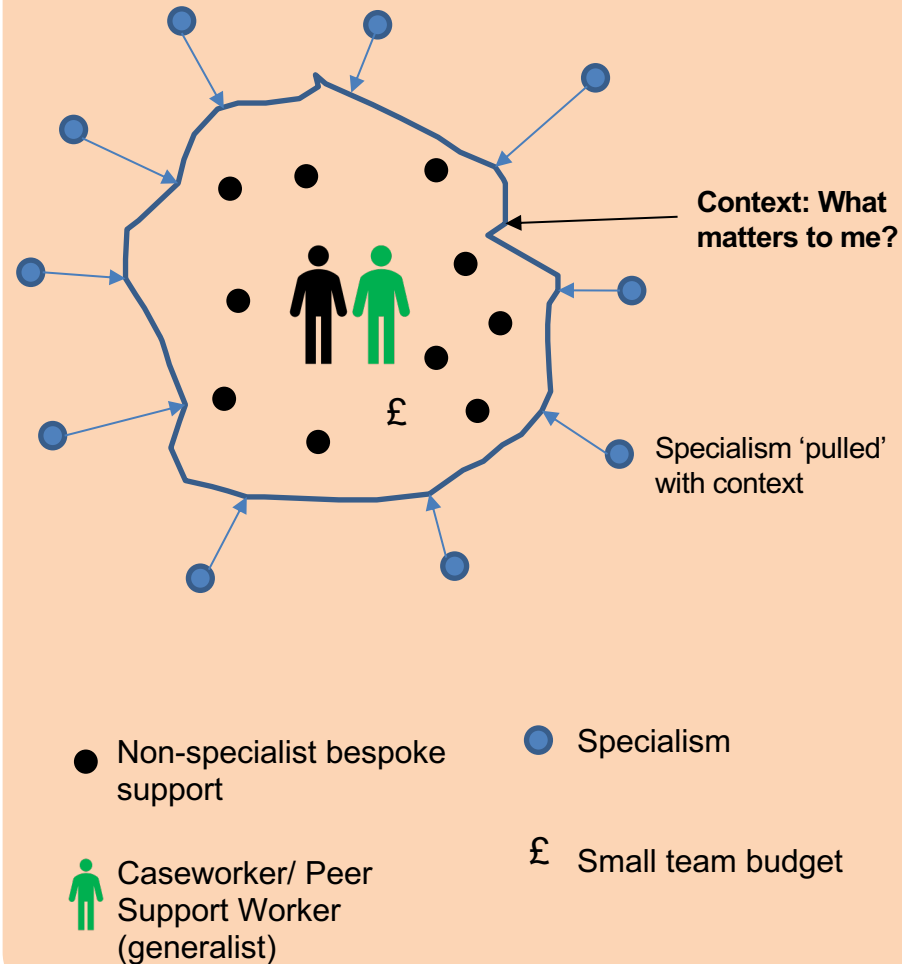 Context: What
matters to me?
£
Specialism ‘pulled’
with context
Non-specialist bespoke
support
Specialism
Caseworker/ Peer
Support Worker
(generalist)
£ Small team budget